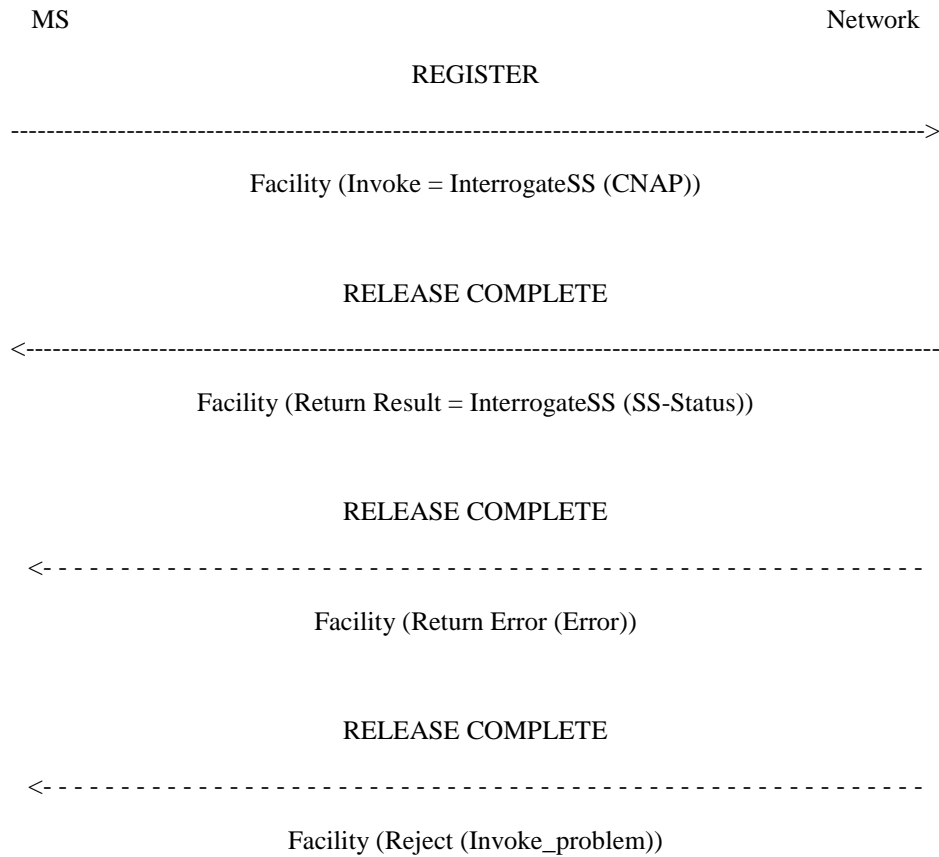 MS Network
REGISTER
------------------------------------------------------------------------------------------------------->
Facility (Invoke = InterrogateSS (CNAP))
RELEASE COMPLETE
<-------------------------------------------------------------------------------------------------------
Facility (Return Result = InterrogateSS (SS-Status))
RELEASE COMPLETE
<- - - - - - - - - - - - - - - - - - - - - - - - - - - - - - - - - - - - - - - - - - - - - - - - - - - - - - - - - -
Facility (Return Error (Error))
RELEASE COMPLETE
<- - - - - - - - - - - - - - - - - - - - - - - - - - - - - - - - - - - - - - - - - - - - - - - - - - - - - - - - - -
Facility (Reject (Invoke_problem))